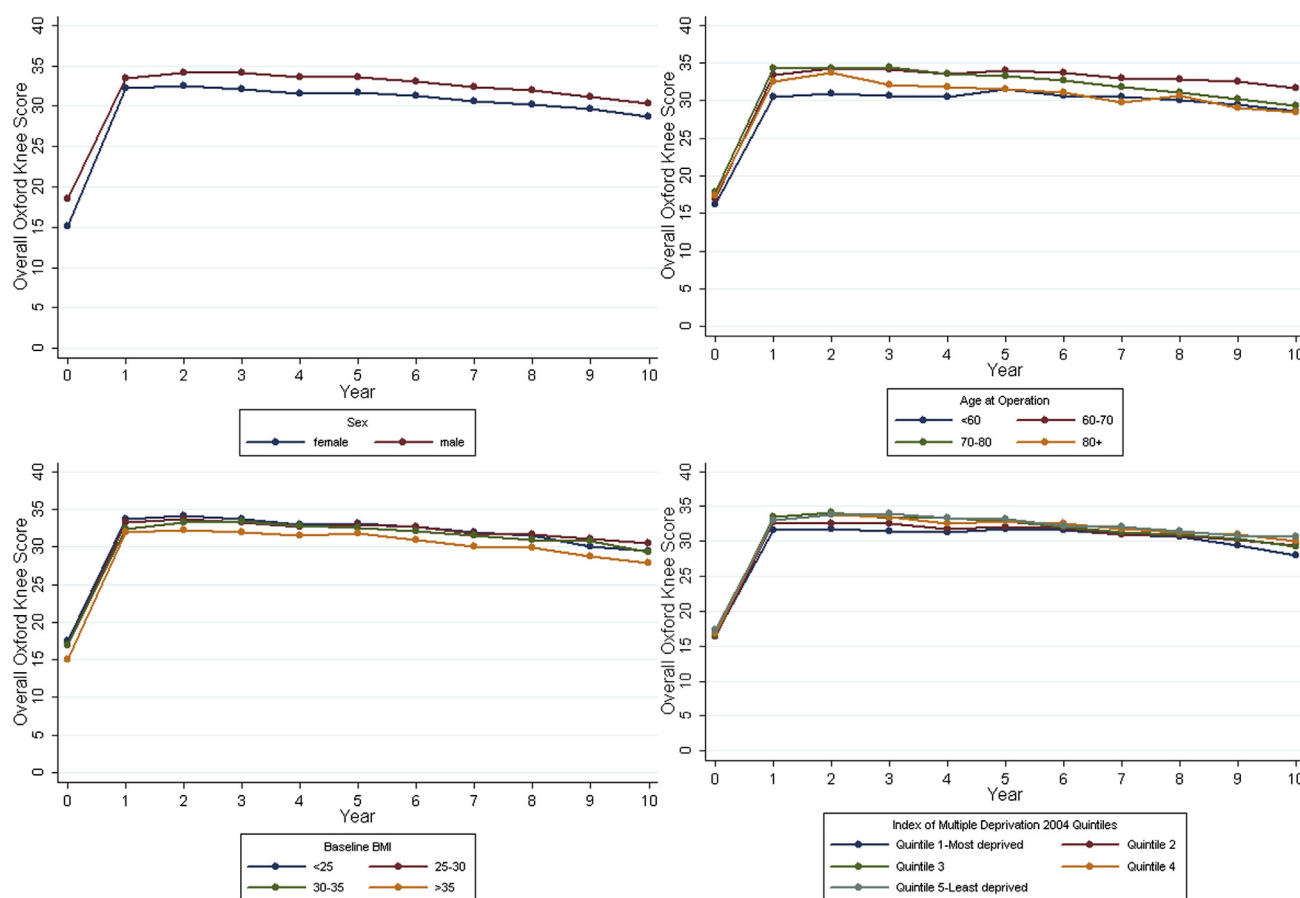 Overall Oxford Knee Score
40
35
30
25
20
15
10
5
0
0 1 2 3 4 5 6 7 8 9 10
Year
Sex
female male
Overall Oxford Knee Score
40
35
30
25
20
15
10
5
0
0 1 2 3 4 5 6 7 8 9 10
Year
Age at Operation
<60 60-70
70-80 80+
Overall Oxford Knee Score
40
35
30
25
20
15
10
5
0
0 1 2 3 4 5 6 7 8 9 10
Year
Baseline BMI
<25 25-30
30-35 >35
Overall Oxford Knee Score
40
35
30
25
20
15
10
5
0
0 1 2 3 4 5 6 7 8 9 10
Year
Index of Multiple Deprivation 2004 Quintiles
Quintile 1-Most deprived Quintile 2
Quintile 3 Quintile 4
Quintile 5-Least deprived